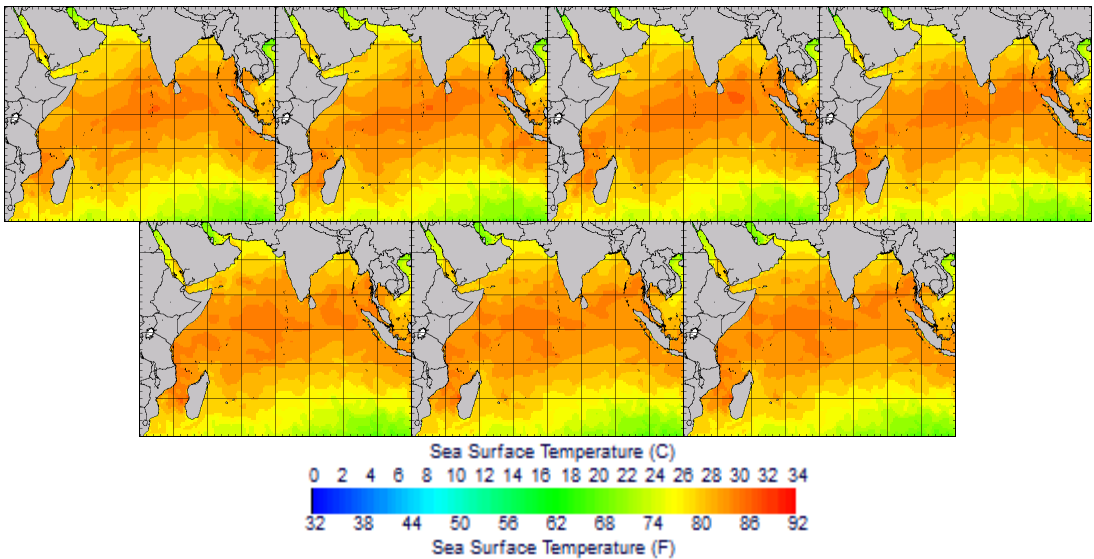 Sea Surface Temperature (C)
0 2 4 6 8 10 12 14 16 18 20 22 24 26 28 30 32 34
32 38 44 50 56 62 68 74 80 86 92
Sea Surface Temperature (F)